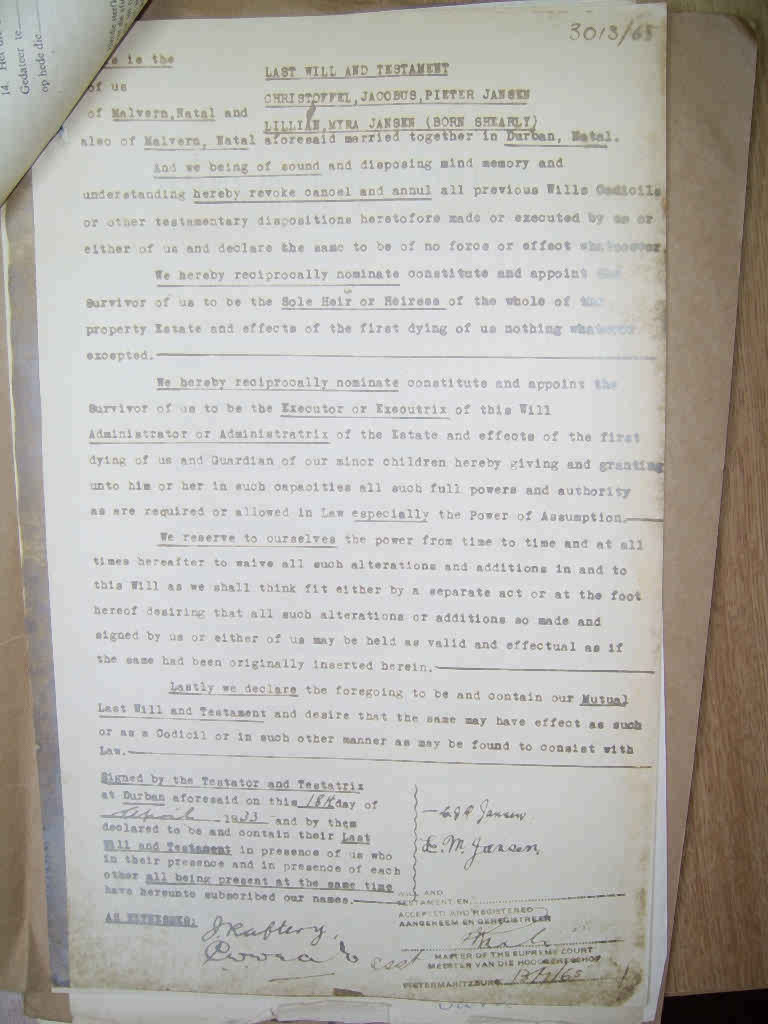 14. Het die
Gedateer te
op hede die
3013/65
is the
LAST WILL AND TESTAMENT
of us
CHRISTOFFEL,JACOBUS,PIETER JANSEN
of Malvern,Natal and
LILLIAN,MYRA JANSEN (BORN SHEARLY)
also of Malvern, Natal aforesaid married together in Durban, Natal.
And we being of sound and disposing mind memory and
understanding hereby revoke cancel and annul all previous Wills Codicils
or other testamentary dispositions heretofore made or executed by us or
either of us and declare the same to be of no force or effect whatsoever
We hereby reciprocally nominate constitute and appoint the
Survivor of us to be the Sole Heir or Heiress of the whole of the
property Estate and effects of the first dying of us nothing whatever
excepted.
We hereby reciprocally nominate constitute and appoint the
Survivor of us to be the Executor or Executrix of this Will
Administrator or Administratrix of the Estate and effects of the first
dying of us and Guardian of our minor children hereby giving and granting
unto him or her in such capacities all such full powers and authority
as are required or allowed in Law especially the Power of Assumption.
We reserve to ourselves the power from time to time and at all
times hereafter to waive all such alterations and additions in and to
this Will as we shall think fit either by a separate act or at the foot
hereof desiring that all such alterations or additions so made and
signed by us or either of us may be held as valid and effectual as if
the same had been originally inserted herein.
Lastly we declare the foregoing to be and contain our Mutual
Last Will and Testament and desire that the same may have effect as such
or as a Codicil or in such other manner as may be found to consist with
Law.
Signed by the Testator and Testatrix
at Durban aforesaid on this 18th day of
April 1933 and by them
declared to be and contain their Last
Will and Testament in presence of us who
in their presence and in presence of each
other all being present at the same time
have hereunto subscribed our names.
AS WITNESSES:
J Raftery.
C J P Jansen
L. M. Jansen.
WILL AND
TESTAMENT EN
ACCEPTED AND REGISTERED
AANGENEEM EN GEREGISTREER
MASTER OF THE SUPREME COURT
MEESTER VAN DIE HOOGGEREGSHOF
PIETERMARITZBURG